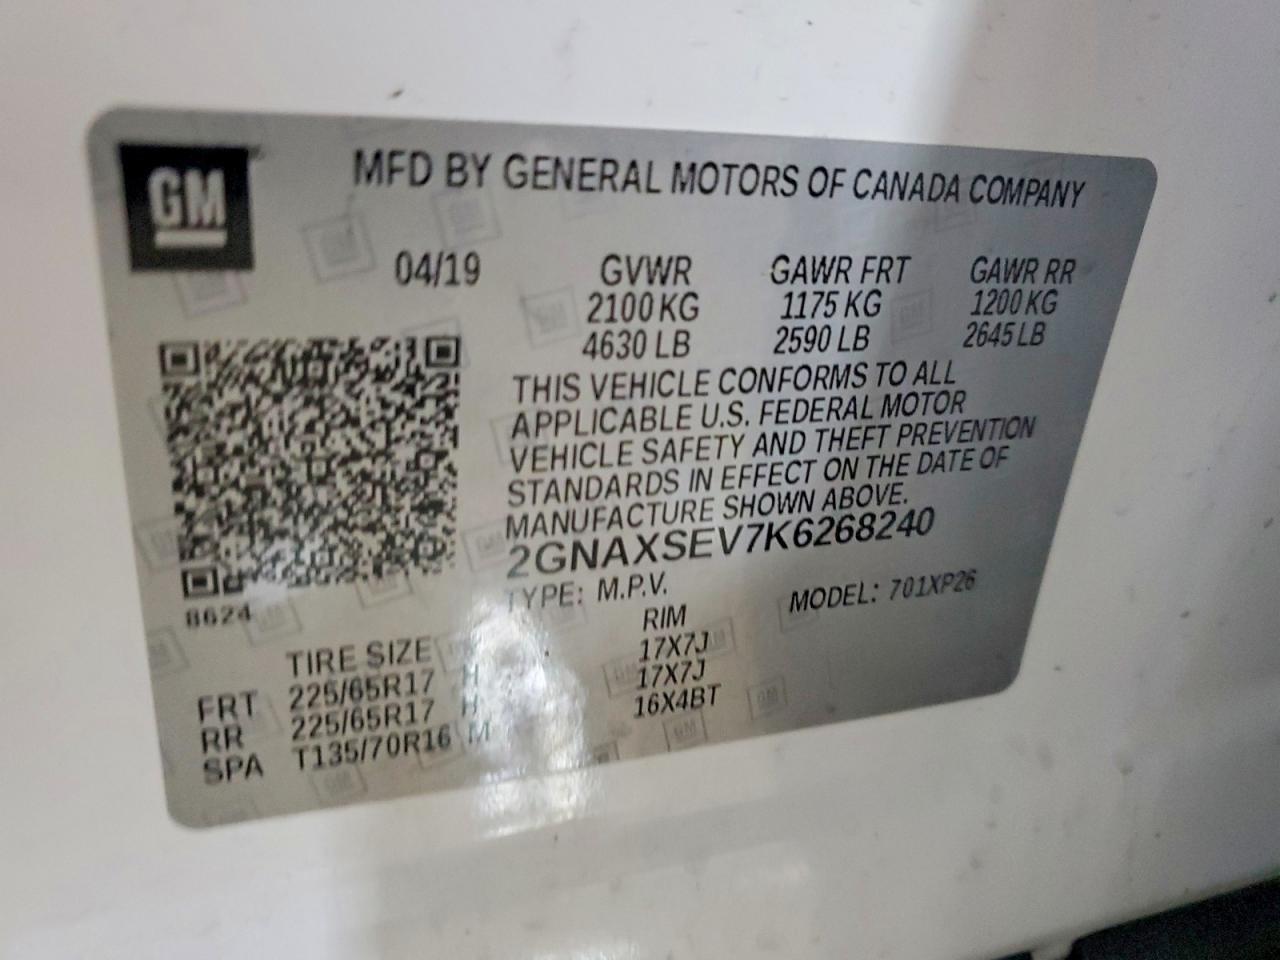 GM
MFD BY GENERAL MOTORS OF CANADA COMPANY
04/19 GVWR GAWR FRT GAWR RR
2100 KG 1175 KG 1200 KG
4630 LB 2590 LB 2645 LB
THIS VEHICLE CONFORMS TO ALL
APPLICABLE U.S. FEDERAL MOTOR
VEHICLE SAFETY AND THEFT PREVENTION
STANDARDS IN EFFECT ON THE DATE OF
MANUFACTURE SHOWN ABOVE.
2GNAXSEV7K6268240
TYPE: M.P.V. MODEL: 701XP26
8624
TIRE SIZE RIM
FRT 225/65R17 H 17X7J
RR 225/65R17 H 17X7J
SPA T135/70R16 M 16X4BT